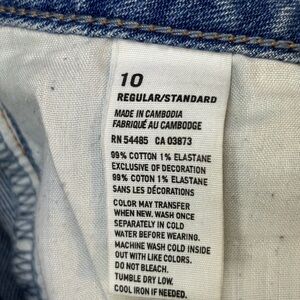 10
REGULAR/STANDARD
MADE IN CAMBODIA
FABRIQUÉ AU CAMBODGE
RN 54485 CA 03873
99% COTTON 1% ELASTANE
EXCLUSIVE OF DECORATION
99% COTON 1% ELASTANE
SANS LES DÉCORATIONS
COLOR MAY TRANSFER
WHEN NEW. WASH ONCE
SEPARATELY IN COLD
WATER BEFORE WEARING.
MACHINE WASH COLD INSIDE
OUT WITH LIKE COLORS.
DO NOT BLEACH.
TUMBLE DRY LOW.
COOL IRON IF NEEDED.